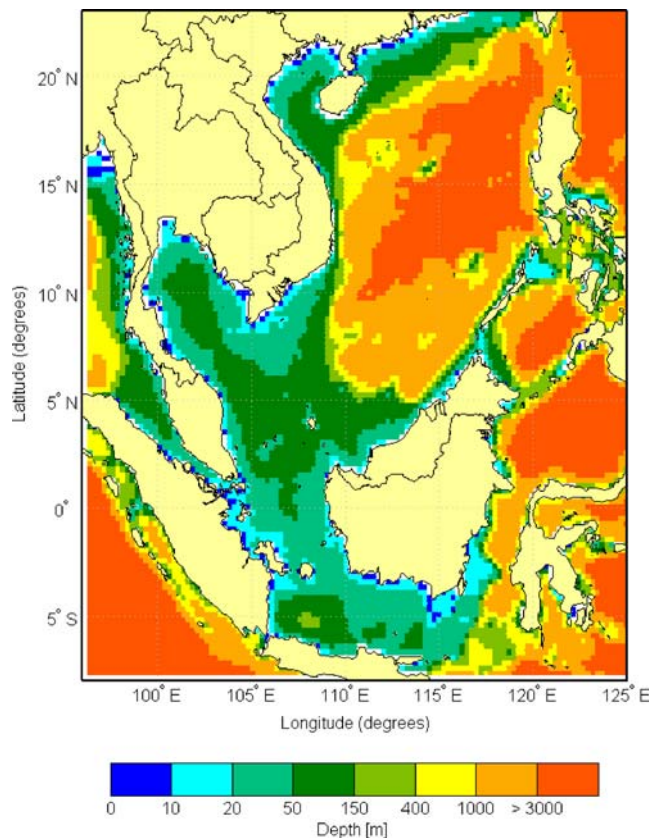 20° N
15° N
10° N
5° N
0°
5° S
Latitude (degrees)
100° E
105° E
110° E
115° E
120° E
125° E
Longitude (degrees)
0
10
20
50
150
400
1000
> 3000
Depth [m]